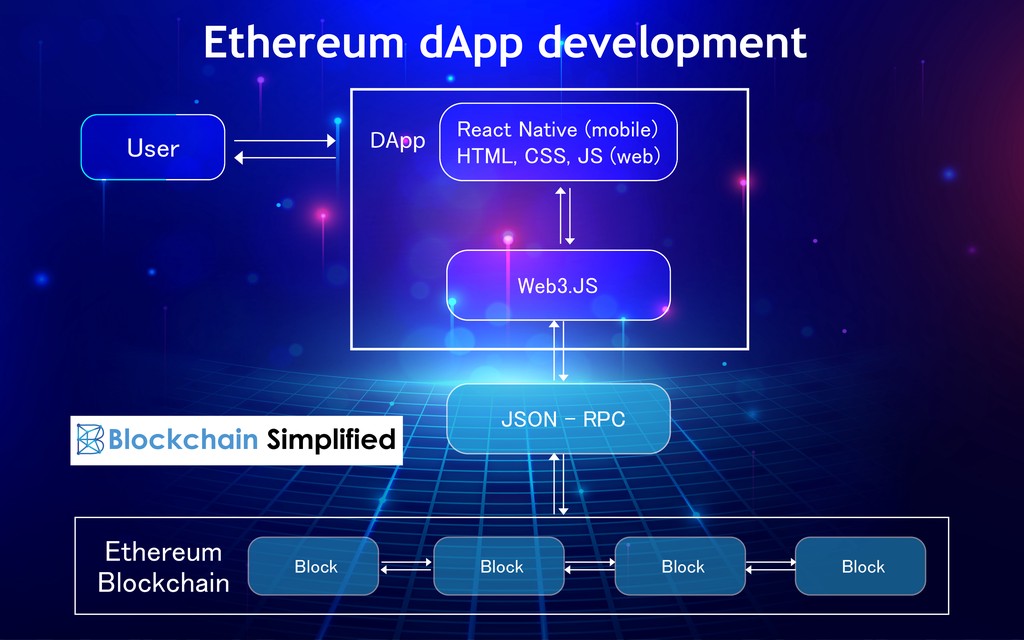 Ethereum dApp development
User
DApp
React Native (mobile)
HTML, CSS, JS (web)
Web3.JS
JSON - RPC
Blockchain Simplified
Ethereum
Blockchain
Block
Block
Block
Block